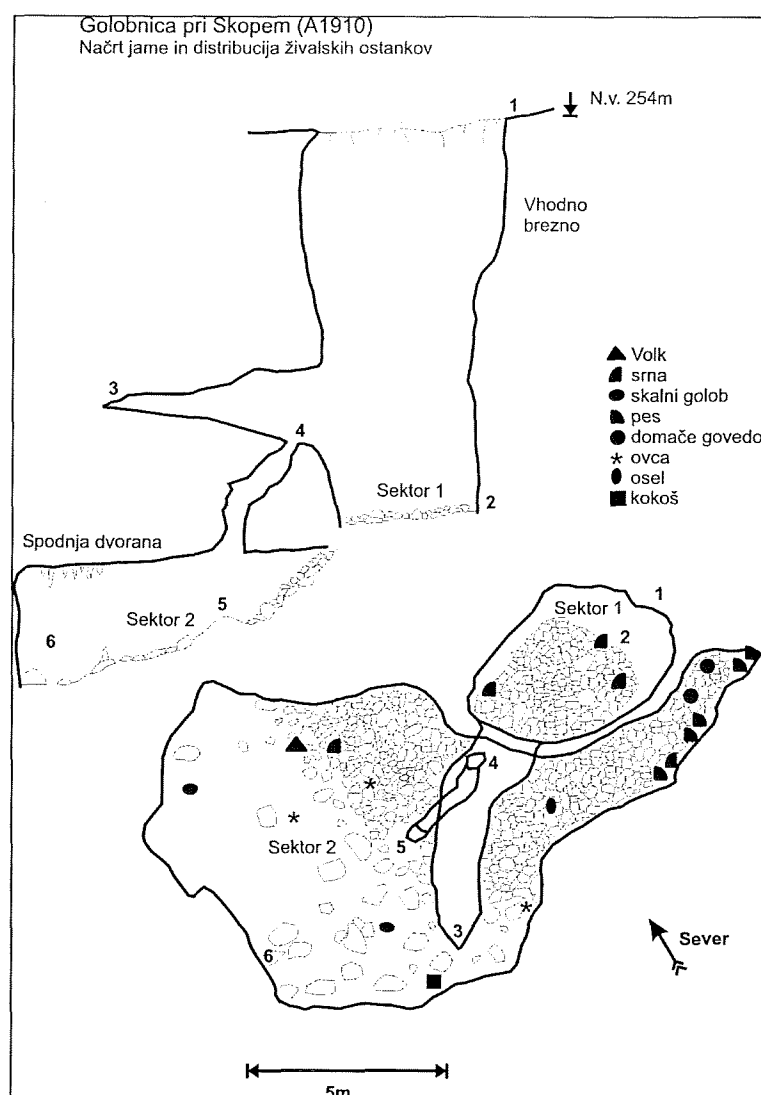 Golobnica pri Skopem (A1910)
Načrt jame in distribucija živalskih ostankov
1
N.v. 254m
Vhodno
brezno
3
Volk
srna
skalni golob
pes
domače govedo
* ovca
osel
kokoš
4
Sektor 1
2
Spodnja dvorana
Sektor 2
5
6
Sektor 1
1
2
4
5
Sektor 2
3
6
Sever
5m